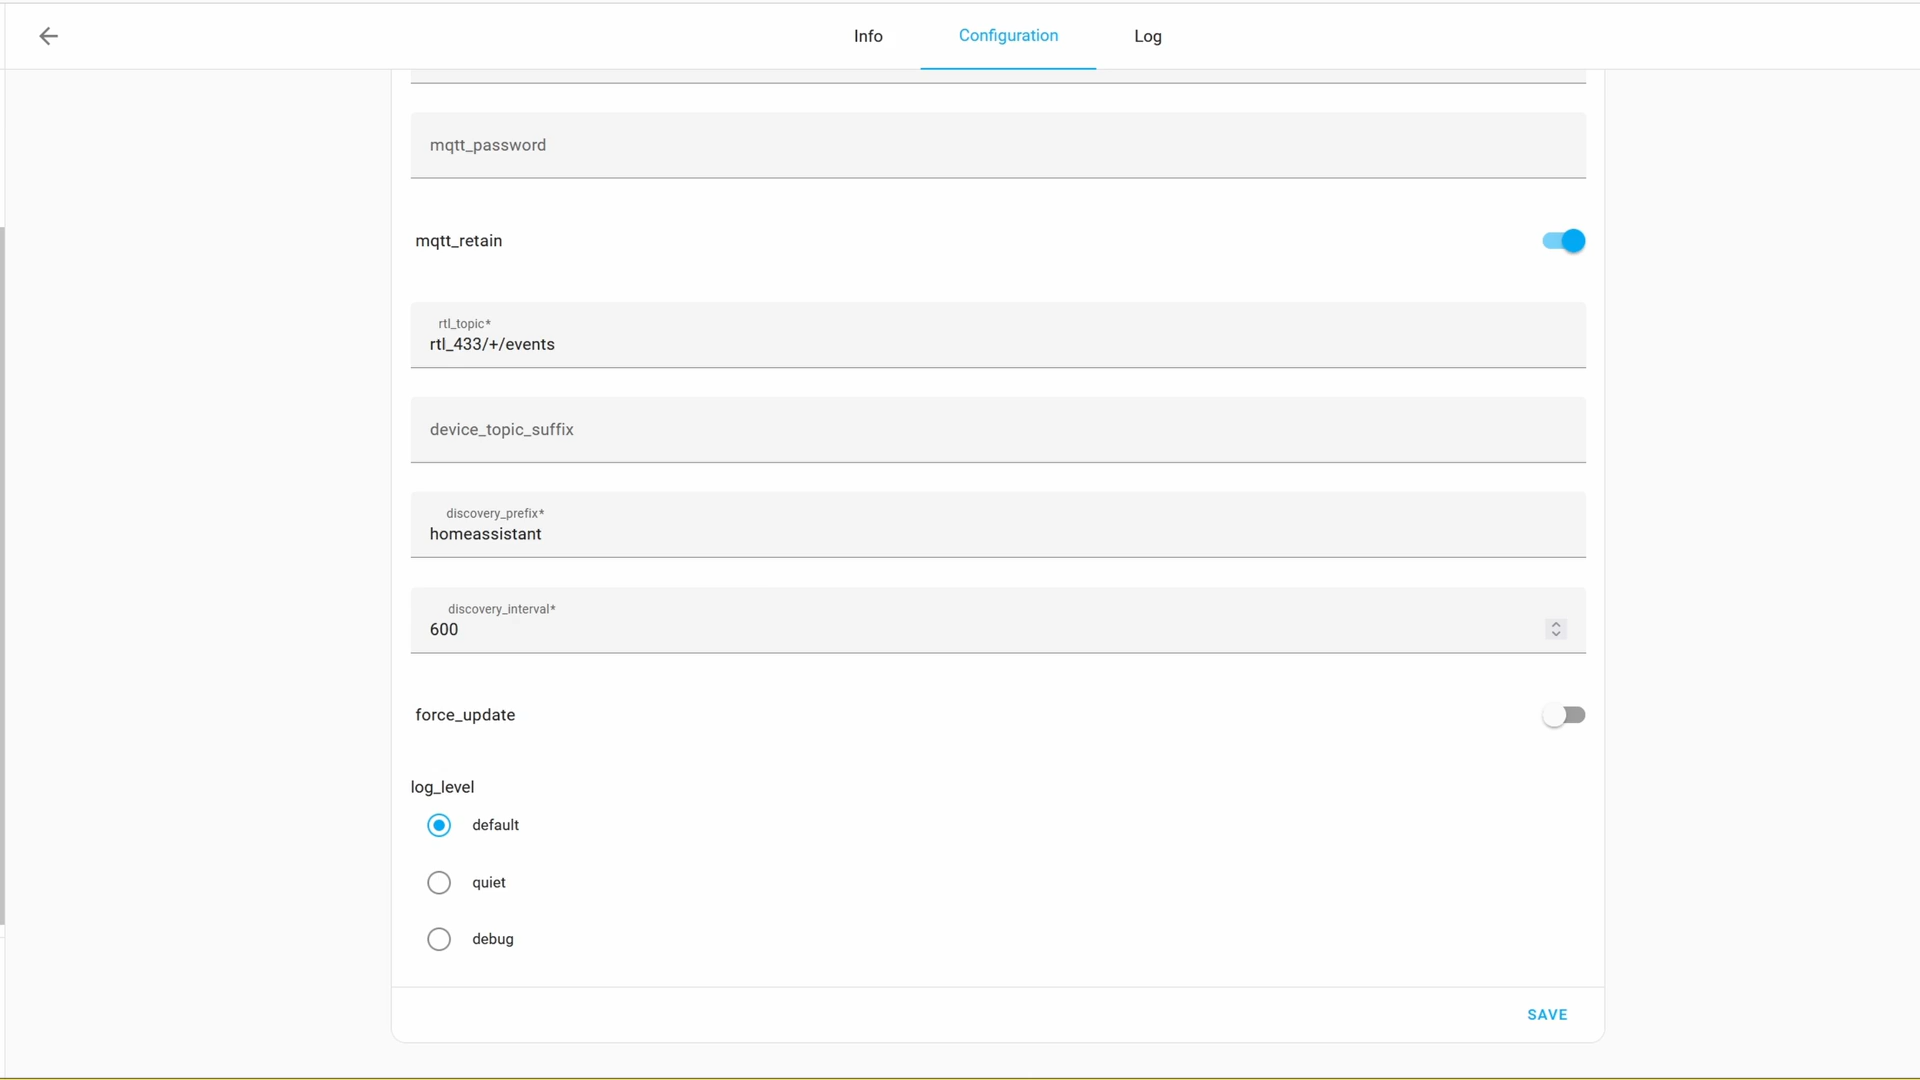 Info
Configuration
Log
mqtt_password
mqtt_retain
rtl_topic*
rtl_433/+/events
device_topic_suffix
discovery_prefix*
homeassistant
discovery_interval*
600
force_update
log_level
default
quiet
debug
SAVE